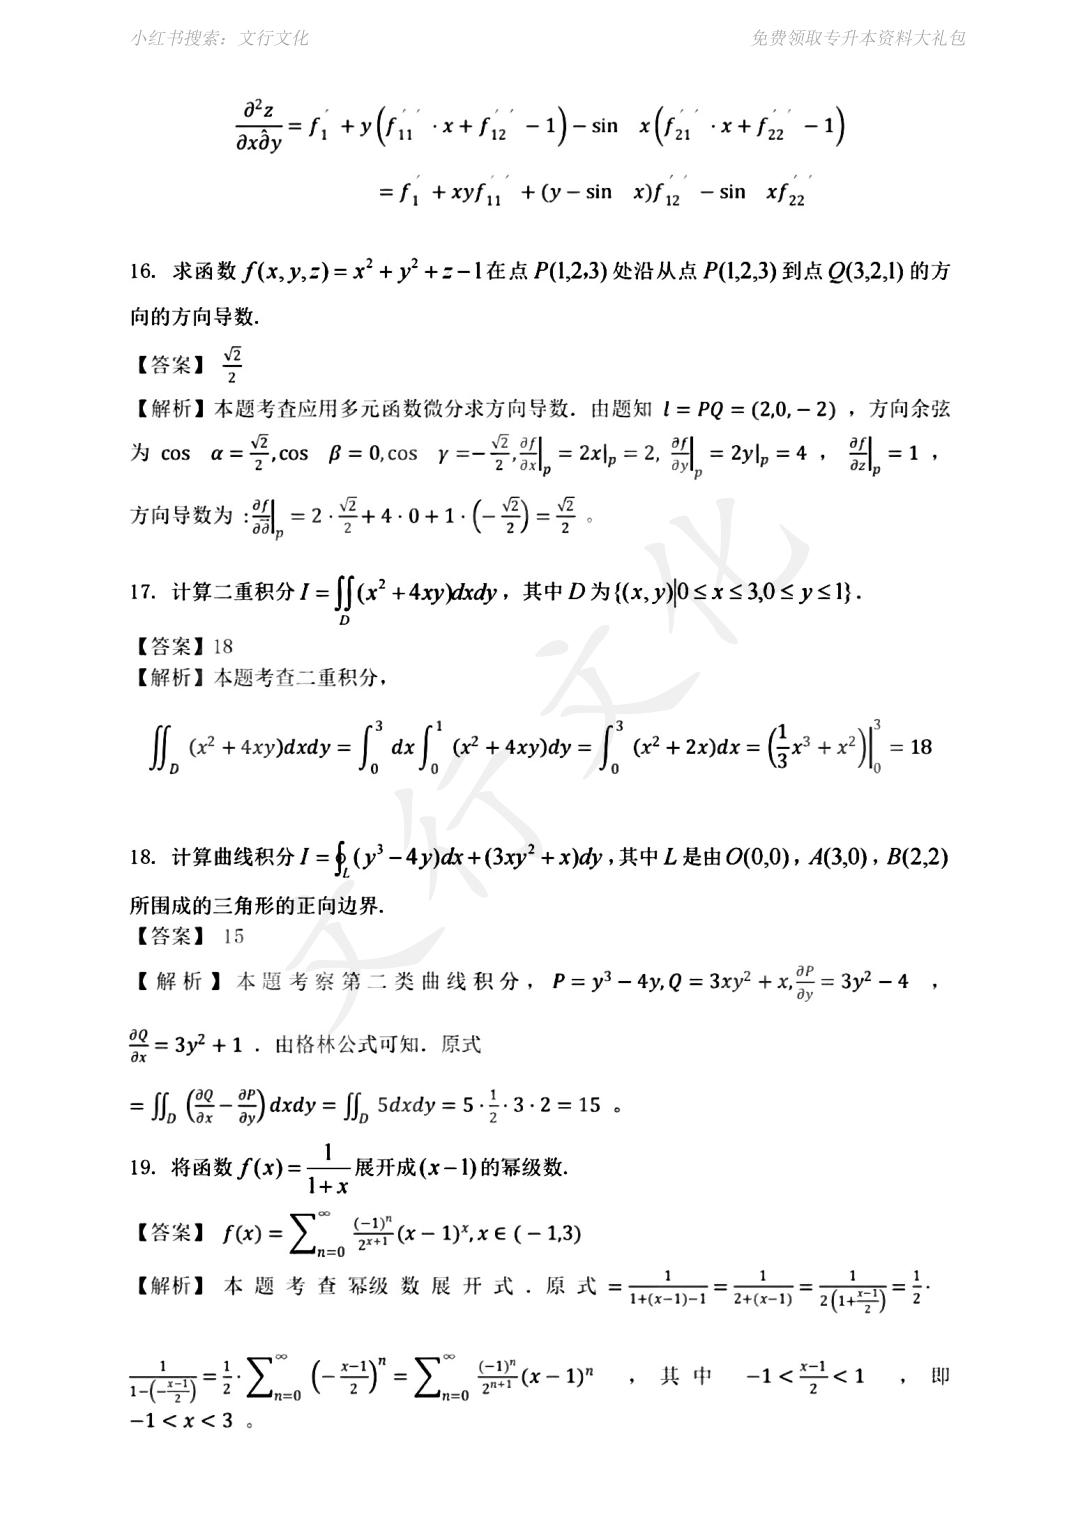 小红书搜索：文行文化 免费领取专升本资料大礼包
∂²z/∂x∂̂y = f₁′ + y(f₁₁′′ · x + f₁₂′′ − 1) − sin x(f₂₁′′ · x + f₂₂′′ − 1)
= f₁′ + xyf₁₁′′ + (y − sin x)f₁₂′′ − sin xf₂₂′′
16. 求函数 f(x,y,z) = x² + y² + z − 1在点 P(1,2,3) 处沿从点 P(1,2,3) 到点 Q(3,2,1) 的方
向的方向导数.
【答案】 √2/2
【解析】本题考查应用多元函数微分求方向导数．由题知 l = PQ = (2,0, − 2) ，方向余弦
为 cos α = √2/2,cos β = 0,cos γ =− √2/2,∂f/∂x|p = 2x|p = 2, ∂f/∂y|p = 2y|p = 4 ， ∂f/∂z|p = 1 ，
方向导数为 :∂f/∂∂̅|p = 2 · √2/2 + 4 · 0 + 1 · (− √2/2) = √2/2 。
17. 计算二重积分 I = ∬D (x² + 4xy)dxdy，其中 D 为{(x,y)|0 ≤ x ≤ 3,0 ≤ y ≤ 1}.
【答案】18
【解析】本题考查二重积分，
∬D (x² + 4xy)dxdy = ∫₀³ dx ∫₀¹ (x² + 4xy)dy = ∫₀³ (x² + 2x)dx = (1/3 x³ + x²)|₀³ = 18
18. 计算曲线积分 I = ∮L (y³ − 4y)dx + (3xy² + x)dy ,其中 L 是由 O(0,0)，A(3,0)，B(2,2)
所围成的三角形的正向边界.
【答案】 15
【解析】本题考察第二类曲线积分， P = y³ − 4y, Q = 3xy² + x, ∂P/∂y = 3y² − 4 ，
∂Q/∂x = 3y² + 1 ．由格林公式可知．原式
= ∬D (∂Q/∂x − ∂P/∂y) dxdy = ∬D 5dxdy = 5 · 1/2 · 3 · 2 = 15 。
19. 将函数 f(x) = 1/(1+x) 展开成(x − 1)的幂级数.
【答案】 f(x) = ∑n=0^∞ (−1)ⁿ/2ˣ⁺¹ (x − 1)ˣ, x ∈ ( − 1,3)
【解析】 本题考查幂级数展开式．原式 = 1/(1+(x−1)−1) = 1/(2+(x−1)) = 1/(2(1+(x−1)/2)) = 1/2 ·
1/(1−(−(x−1)/2)) = 1/2 · ∑n=0^∞ (− (x−1)/2)ⁿ = ∑n=0^∞ (−1)ⁿ/2ⁿ⁺¹ (x − 1)ⁿ ，其中 −1 < (x−1)/2 < 1 ，即
−1 < x < 3 。
文行文化